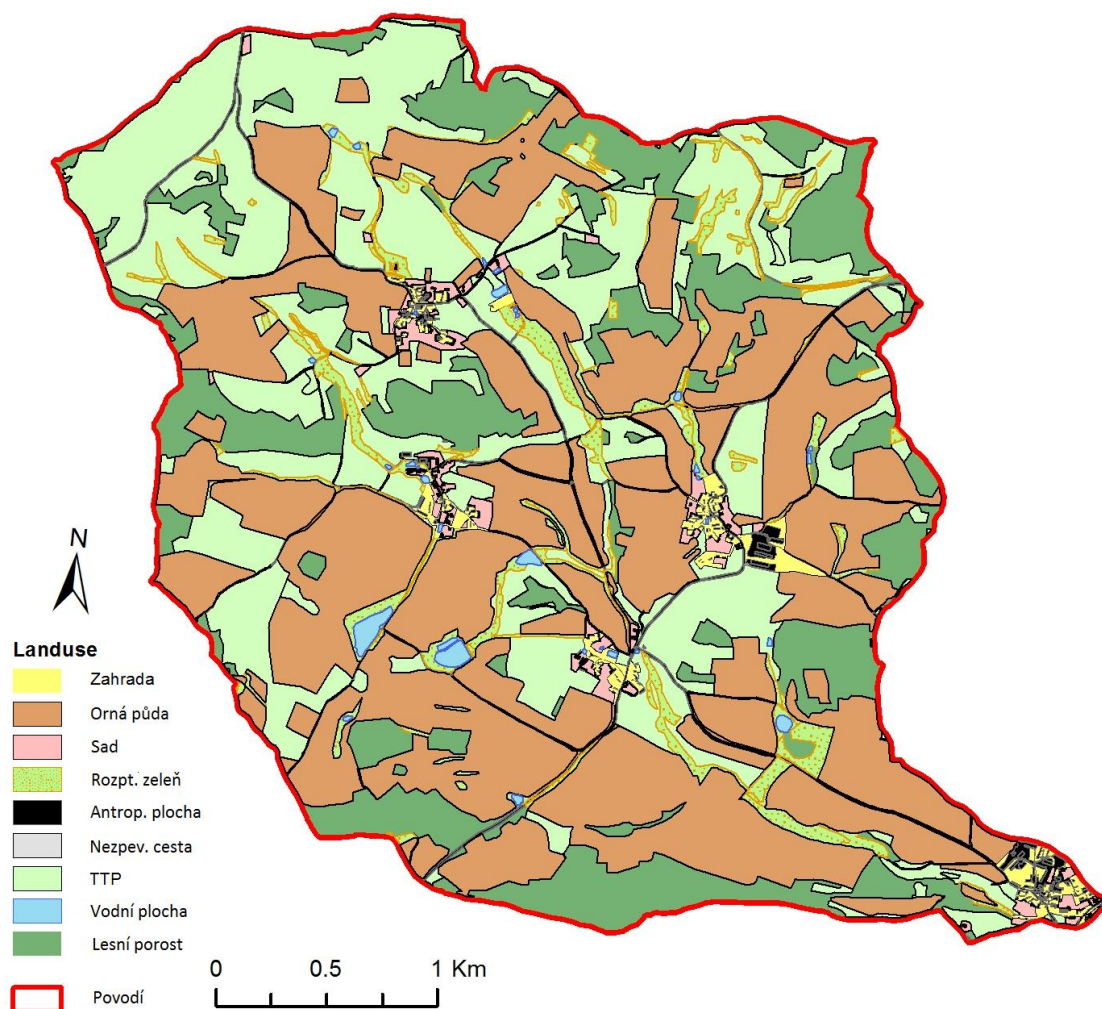 N
Landuse
Zahrada
Orná půda
Sad
Rozpt. zeleň
Antrop. plocha
Nezpev. cesta
TTP
Vodní plocha
Lesní porost
Povodí
0 0.5 1 Km